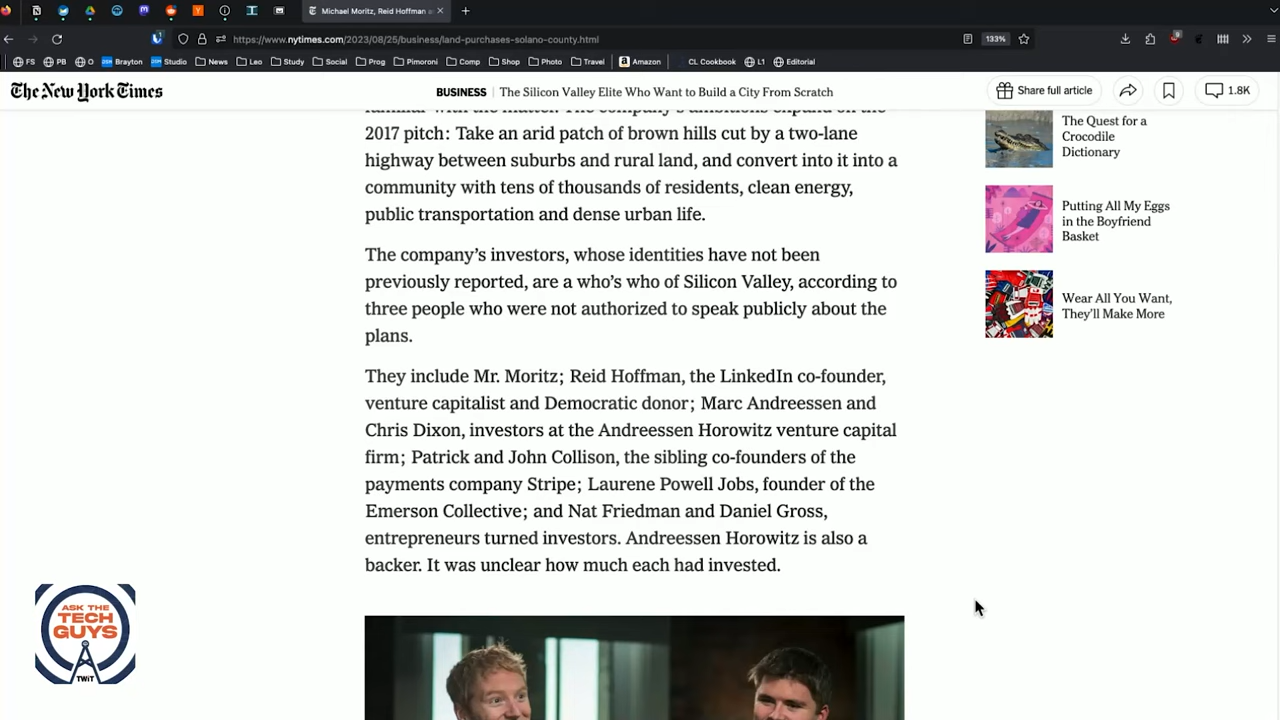 Michael Moritz, Reid Hoffman
https://www.nytimes.com/2023/08/25/business/land-purchases-solano-county.html
133%
FS PB O Brayton Studio News Leo Study Social Prog Pimoroni Comp Shop Photo Travel Amazon CL Cookbook L1 Editorial
The New York Times
BUSINESS The Silicon Valley Elite Who Want to Build a City From Scratch
Share full article
1.8K
familiar with the matter. The company's ambitions expand on the
2017 pitch: Take an arid patch of brown hills cut by a two-lane
highway between suburbs and rural land, and convert into it into a
community with tens of thousands of residents, clean energy,
public transportation and dense urban life.
The company's investors, whose identities have not been
previously reported, are a who's who of Silicon Valley, according to
three people who were not authorized to speak publicly about the
plans.
They include Mr. Moritz; Reid Hoffman, the LinkedIn co-founder,
venture capitalist and Democratic donor; Marc Andreessen and
Chris Dixon, investors at the Andreessen Horowitz venture capital
firm; Patrick and John Collison, the sibling co-founders of the
payments company Stripe; Laurene Powell Jobs, founder of the
Emerson Collective; and Nat Friedman and Daniel Gross,
entrepreneurs turned investors. Andreessen Horowitz is also a
backer. It was unclear how much each had invested.
The Quest for a
Crocodile
Dictionary
Putting All My Eggs
in the Boyfriend
Basket
Wear All You Want,
They'll Make More
ASK THE
TECH
GUYS
TWiT